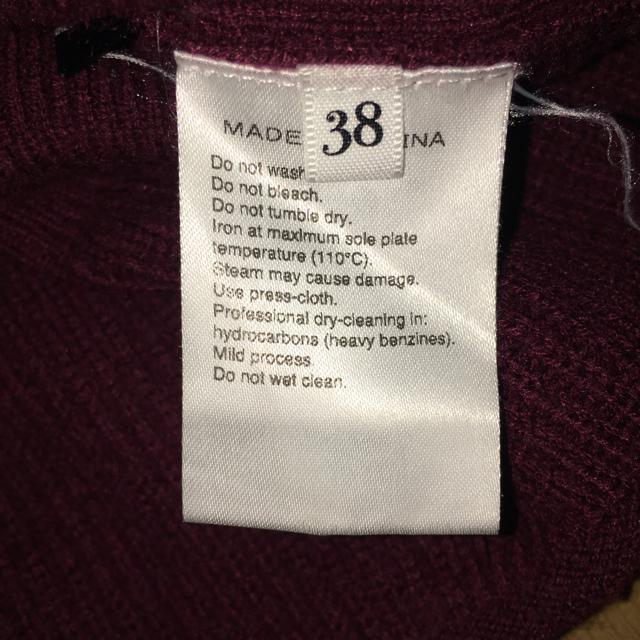 38
MADE INA
Do not wash
Do not bleach.
Do not tumble dry.
Iron at maximum sole plate
temperature (110°C).
Steam may cause damage.
Use press-cloth.
Professional dry-cleaning in:
hydrocarbons (heavy benzines).
Mild process
Do not wet clean.